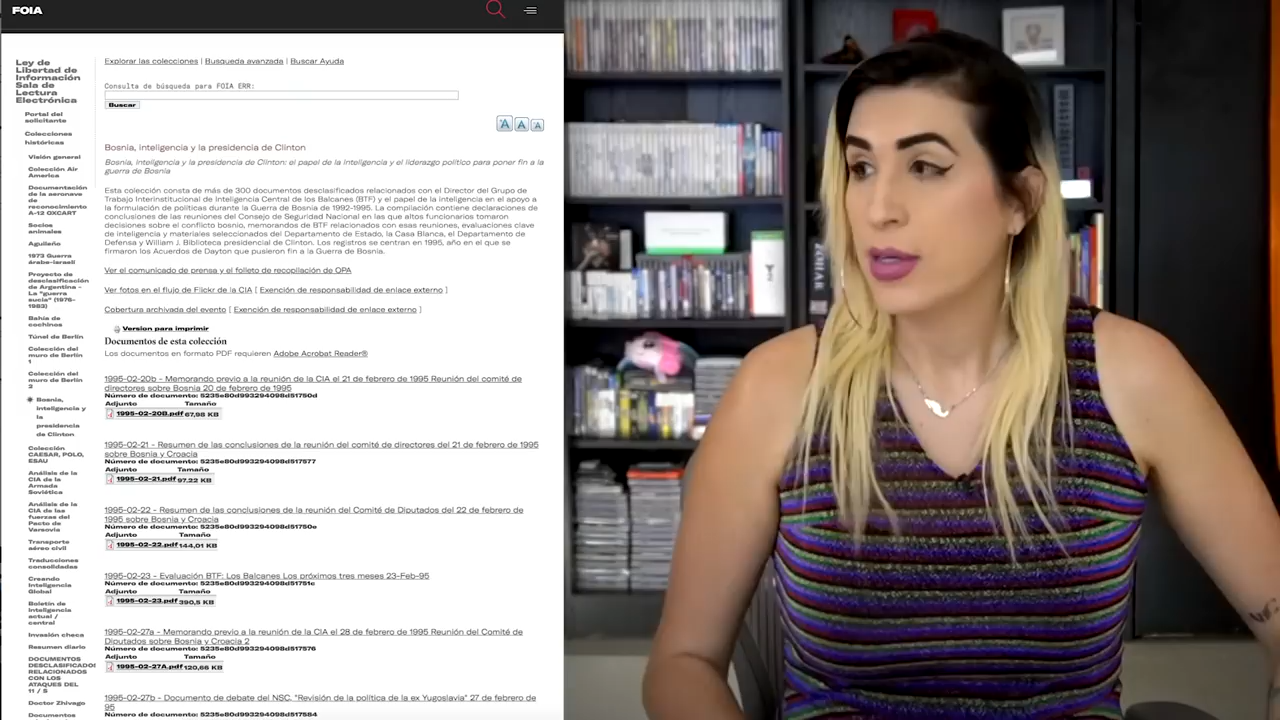 FOIA
Ley de
Libertad de
Información
Sala de
Lectura
Electrónica
Portal del
solicitante
Colecciones
históricas
Visión general
Colección Air
America
Documentación
de la aeronave
de
reconocimiento
A-12 OXCART
Socios
animales
Aguileño
1973 Guerra
árabe-israelí
Proyecto de
desclasificación
de Argentina -
La "guerra
sucia" (1976-
1983)
Bahía de
cochinos
Túnel de Berlín
Colección del
muro de Berlín
1
Colección del
muro de Berlín
2
Bosnia,
inteligencia y
la
presidencia
de Clinton
Colección
CAESAR, POLO,
ESAU
Análisis de la
CIA de la
Armada
Soviética
Análisis de la
CIA de las
fuerzas del
Pacto de
Varsovia
Transporte
aéreo civil
Traducciones
consolidadas
Creando
Inteligencia
Global
Boletín de
inteligencia
actual /
central
Invasión checa
Resumen diario
DOCUMENTOS
DESCLASIFICADOS
RELACIONADOS
CON LOS
ATAQUES DEL
11 / S
Doctor Zhivago
Documentos
Explorar las colecciones | Busqueda avanzada | Buscar Ayuda
Consulta de búsqueda para FOIA ERR:
Buscar
A A A
Bosnia, inteligencia y la presidencia de Clinton
Bosnia, inteligencia y la presidencia de Clinton: el papel de la inteligencia y el liderazgo político para poner fin a la
guerra de Bosnia
Esta colección consta de más de 300 documentos desclasificados relacionados con el Director del Grupo de
Trabajo Interinstitucional de Inteligencia Central de los Balcanes (BTF) y el papel de la inteligencia en el apoyo a
la formulación de políticas durante la Guerra de Bosnia de 1992-1995. La compilación contiene declaraciones de
conclusiones de las reuniones del Consejo de Seguridad Nacional en las que altos funcionarios tomaron
decisiones sobre el conflicto bosnio, memorandos de BTF relacionados con esas reuniones, evaluaciones clave
de inteligencia y materiales seleccionados del Departamento de Estado, la Casa Blanca, el Departamento de
Defensa y William J. Biblioteca presidencial de Clinton. Los registros se centran en 1995, año en el que se
firmaron los Acuerdos de Dayton que pusieron fin a la Guerra de Bosnia.
Ver el comunicado de prensa y el folleto de recopilación de OPA
Ver fotos en el flujo de Flickr de la CIA [ Exención de responsabilidad de enlace externo ]
Cobertura archivada del evento [ Exención de responsabilidad de enlace externo ]
Version para imprimir
Documentos de esta colección
Los documentos en formato PDF requieren Adobe Acrobat Reader®
1995-02-20b - Memorando previo a la reunión de la CIA el 21 de febrero de 1995 Reunión del comité de
directores sobre Bosnia 20 de febrero de 1995
Número de documento: 5235e80d993294098d51750d
Adjunto Tamaño
1995-02-20B.pdf 67,98 KB
1995-02-21 - Resumen de las conclusiones de la reunión del comité de directores del 21 de febrero de 1995
sobre Bosnia y Croacia
Número de documento: 5235e80d993294098d517577
Adjunto Tamaño
1995-02-21.pdf 97.22 KB
1995-02-22 - Resumen de las conclusiones de la reunión del Comité de Diputados del 22 de febrero de
1995 sobre Bosnia y Croacia
Número de documento: 5235e80d993294098d51750e
Adjunto Tamaño
1995-02-22.pdf 144,01 KB
1995-02-23 - Evaluación BTF: Los Balcanes Los próximos tres meses 23-Feb-95
Número de documento: 5235e80d993294098d51751c
Adjunto Tamaño
1995-02-23.pdf 390,5 KB
1995-02-27a - Memorando previo a la reunión de la CIA el 28 de febrero de 1995 Reunión del Comité de
Diputados sobre Bosnia y Croacia 2
Número de documento: 5235e80d993294098d517576
Adjunto Tamaño
1995-02-27A.pdf 120,66 KB
1995-02-27b - Documento de debate del NSC, "Revisión de la política de la ex Yugoslavia" 27 de febrero de
95
Número de documento: 5235e80d993294098d517584